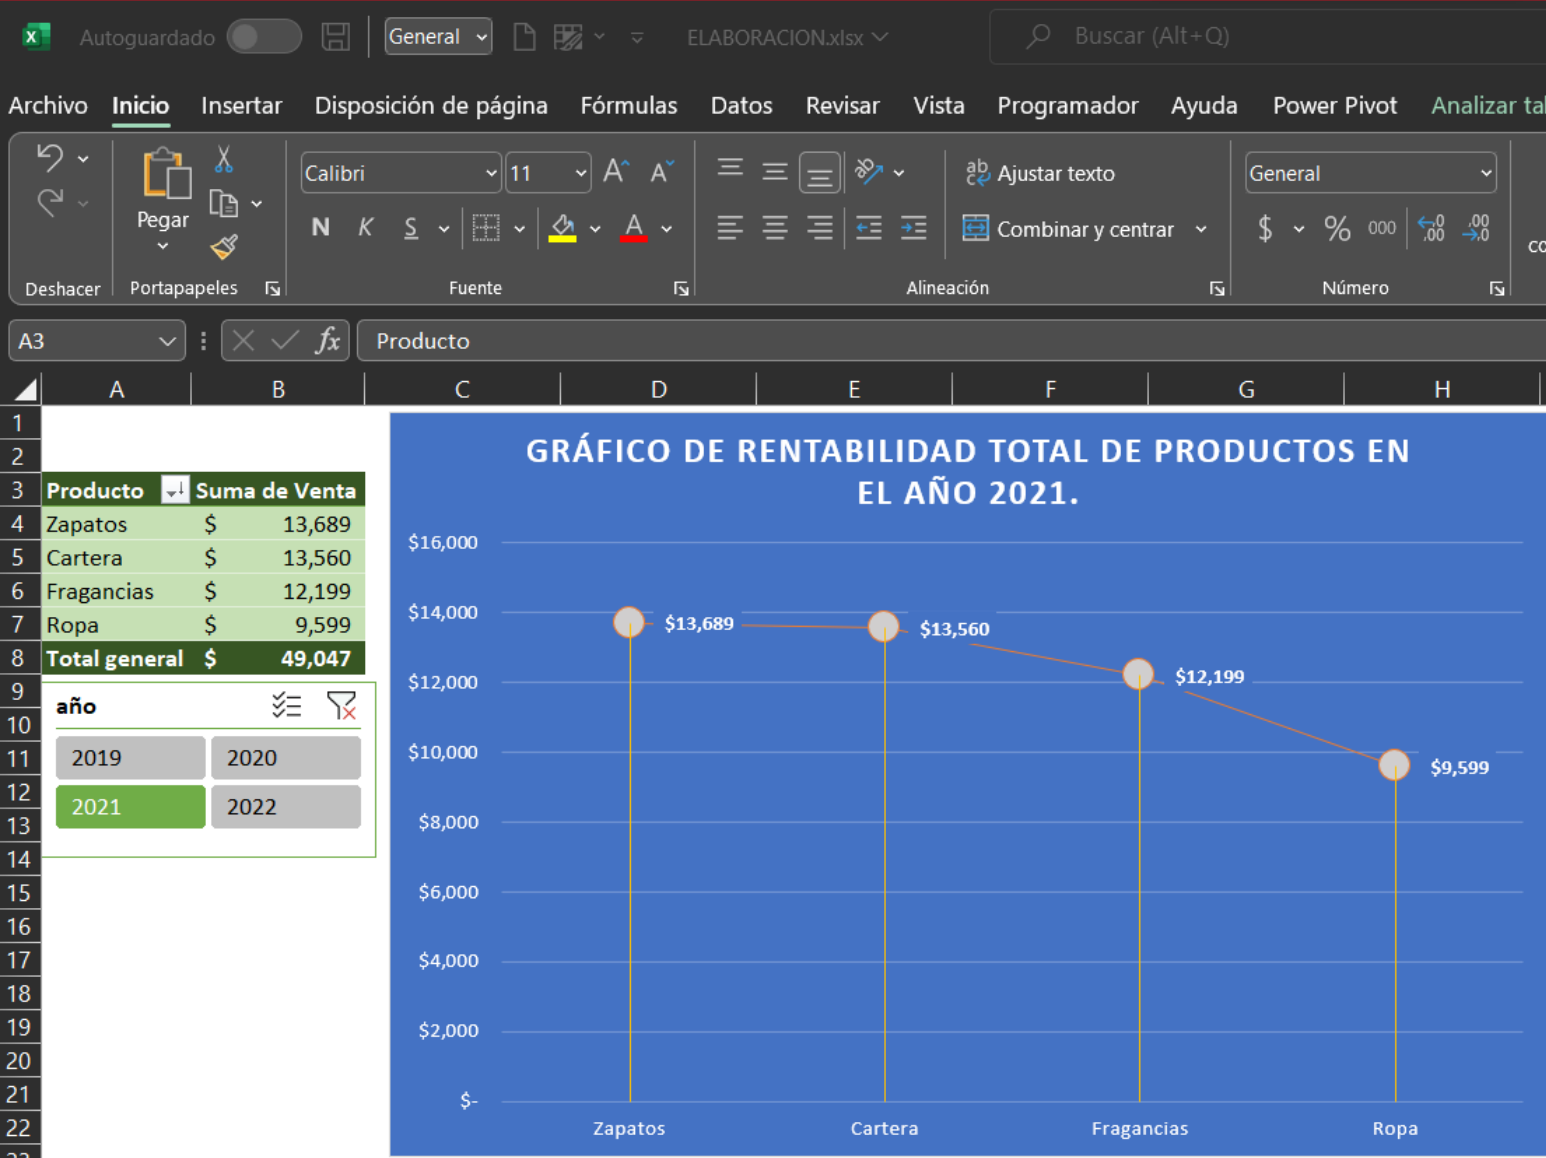 Autoguardado General ELABORACION.xlsx Buscar (Alt+Q)
Archivo Inicio Insertar Disposición de página Fórmulas Datos Revisar Vista Programador Ayuda Power Pivot Analizar
Calibri 11 A A ab Ajustar texto General
Pegar N K S A Combinar y centrar $ % 000 ,00 ,00
Deshacer Portapapeles Fuente Alineación Número
A3 fx Producto
A B C D E F G H
1
2
3 Producto Suma de Venta
4 Zapatos $ 13,689
5 Cartera $ 13,560
6 Fragancias $ 12,199
7 Ropa $ 9,599
8 Total general $ 49,047
9 año
10
11 2019 2020
12 2021 2022
13
14
15
16
17
18
19
20
21
22
GRÁFICO DE RENTABILIDAD TOTAL DE PRODUCTOS EN
EL AÑO 2021.
$16,000
$14,000
$12,000
$10,000
$8,000
$6,000
$4,000
$2,000
$-
$13,689
$13,560
$12,199
$9,599
Zapatos Cartera Fragancias Ropa